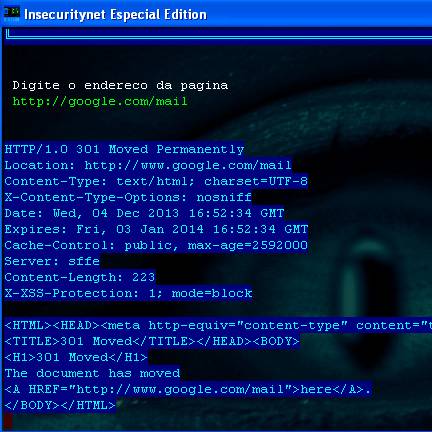 Insecuritynet Especial Edition
Digite o endereco da pagina
http://google.com/mail
HTTP/1.0 301 Moved Permanently
Location: http://www.google.com/mail
Content-Type: text/html; charset=UTF-8
X-Content-Type-Options: nosniff
Date: Wed, 04 Dec 2013 16:52:34 GMT
Expires: Fri, 03 Jan 2014 16:52:34 GMT
Cache-Control: public, max-age=2592000
Server: sffe
Content-Length: 223
X-XSS-Protection: 1; mode=block
<HTML><HEAD><meta http-equiv="content-type" content="t
<TITLE>301 Moved</TITLE></HEAD><BODY>
<H1>301 Moved</H1>
The document has moved
<A HREF="http://www.google.com/mail">here</A>.
</BODY></HTML>